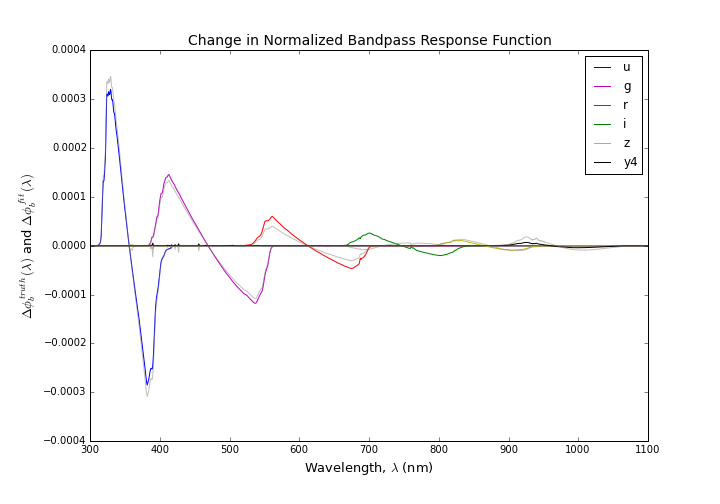 Change in Normalized Bandpass Response Function
0.0004
0.0003
0.0002
0.0001
0.0000
−0.0001
−0.0002
−0.0003
−0.0004
Δϕ_b^{truth}(λ) and Δϕ_b^{fit}(λ)
u
g
r
i
z
y4
300 400 500 600 700 800 900 1000 1100
Wavelength, λ (nm)